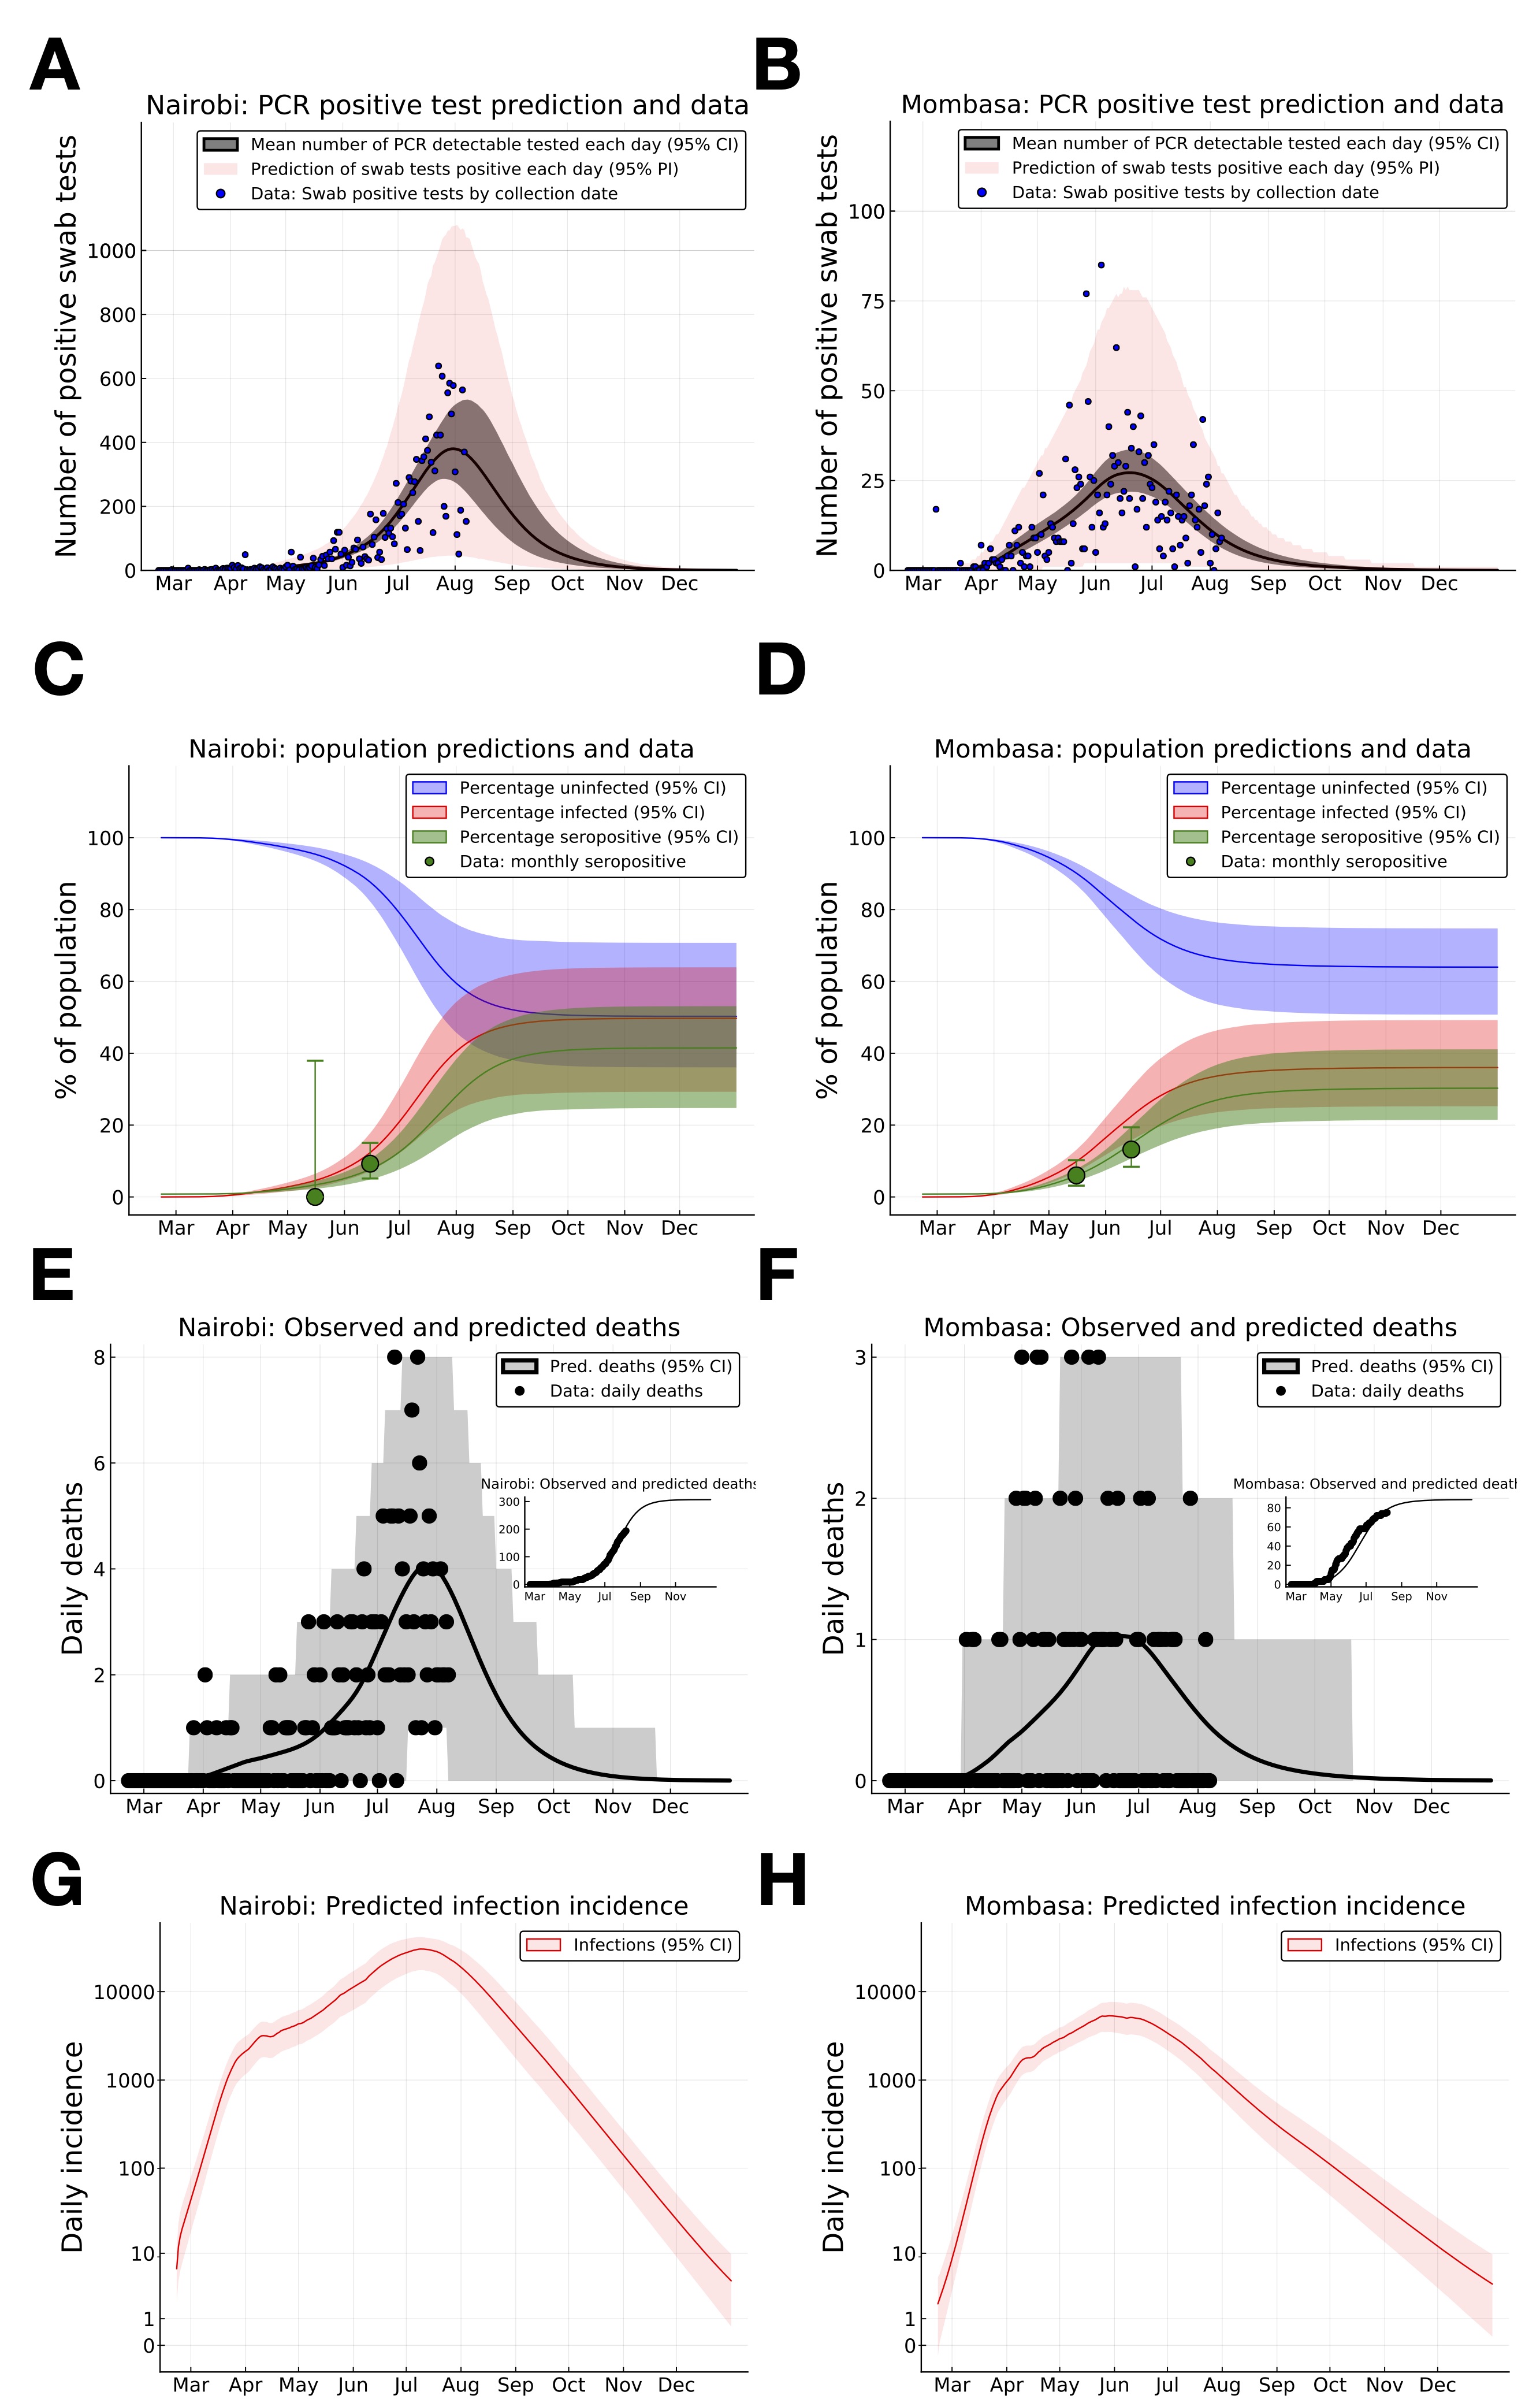 A
B
Nairobi: PCR positive test prediction and data
Number of positive swab tests
Mean number of PCR detectable tested each day (95% CI)
Prediction of swab tests positive each day (95% PI)
Data: Swab positive tests by collection date
1000
800
600
400
200
0
Mar Apr May Jun Jul Aug Sep Oct Nov Dec
Mombasa: PCR positive test prediction and data
Number of positive swab tests
Mean number of PCR detectable tested each day (95% CI)
Prediction of swab tests positive each day (95% PI)
Data: Swab positive tests by collection date
100
75
50
25
0
Mar Apr May Jun Jul Aug Sep Oct Nov Dec
C
D
Nairobi: population predictions and data
% of population
Percentage uninfected (95% CI)
Percentage infected (95% CI)
Percentage seropositive (95% CI)
Data: monthly seropositive
100
80
60
40
20
0
Mar Apr May Jun Jul Aug Sep Oct Nov Dec
Mombasa: population predictions and data
% of population
Percentage uninfected (95% CI)
Percentage infected (95% CI)
Percentage seropositive (95% CI)
Data: monthly seropositive
100
80
60
40
20
0
Mar Apr May Jun Jul Aug Sep Oct Nov Dec
E
F
Nairobi: Observed and predicted deaths
Daily deaths
Pred. deaths (95% CI)
Data: daily deaths
8
6
4
2
0
Nairobi: Observed and predicted deaths
300
200
100
0
Mar May Jul Sep Nov
Mar Apr May Jun Jul Aug Sep Oct Nov Dec
Mombasa: Observed and predicted deaths
Daily deaths
Pred. deaths (95% CI)
Data: daily deaths
3
2
1
0
Mombasa: Observed and predicted deat
80
60
40
20
0
Mar May Jul Sep Nov
Mar Apr May Jun Jul Aug Sep Oct Nov Dec
G
H
Nairobi: Predicted infection incidence
Daily incidence
Infections (95% CI)
10000
1000
100
10
1
0
Mar Apr May Jun Jul Aug Sep Oct Nov Dec
Mombasa: Predicted infection incidence
Daily incidence
Infections (95% CI)
10000
1000
100
10
1
0
Mar Apr May Jun Jul Aug Sep Oct Nov Dec